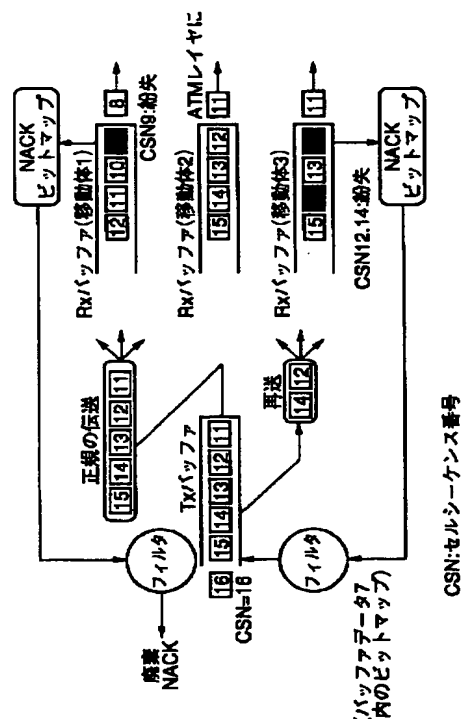 NACK
ビットマップ
正規の伝送
15 14 13 12 11
Rxバッファ(移動体1)
12 11 10
8
CSN9:紛失
フィルタ
廃棄
NACK
Txバッファ
16
15 14 13 12 11
CSN=16
Rxバッファ(移動体2)
15 14 13 12
11
ATMレイヤに
再送
14 12
Rxバッファ(移動体3)
15 13
11
CSN12.14:紛失
フィルタ
バッファデータ7
内のビットマップ)
NACK
ビットマップ
CSN:セルシーケンス番号